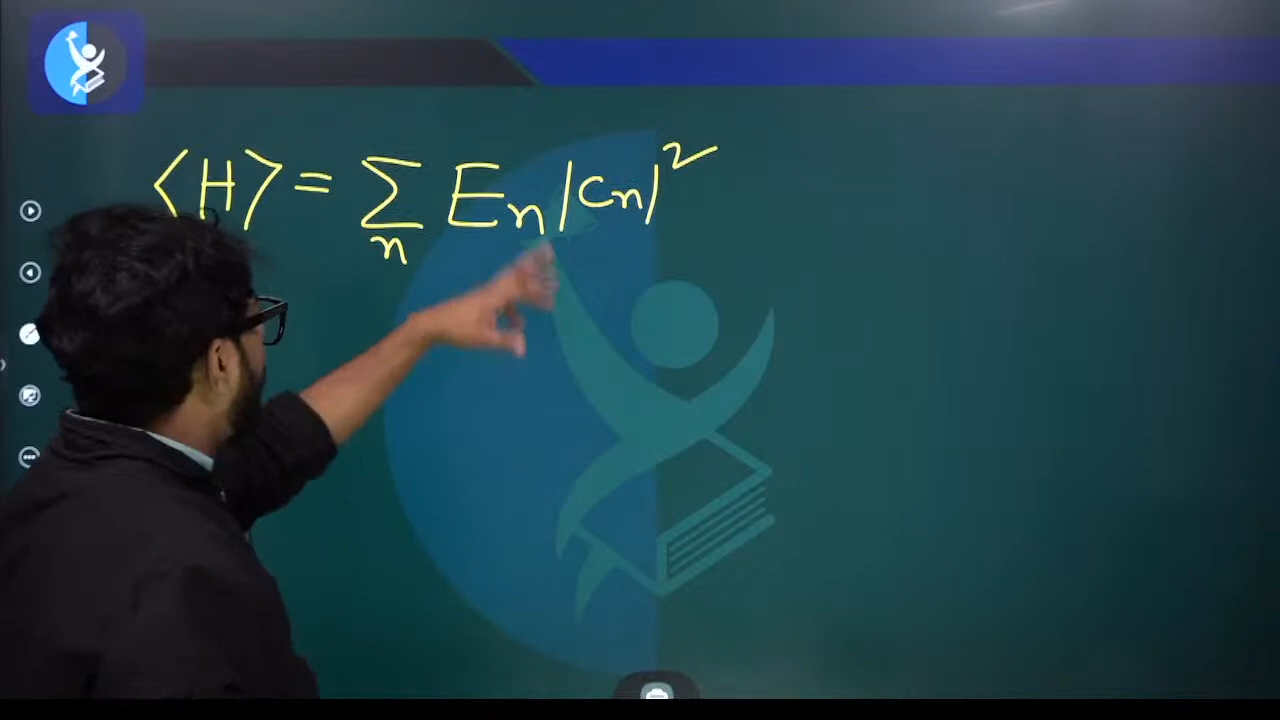 <H> = ∑ₙ Eₙ |Cₙ|²